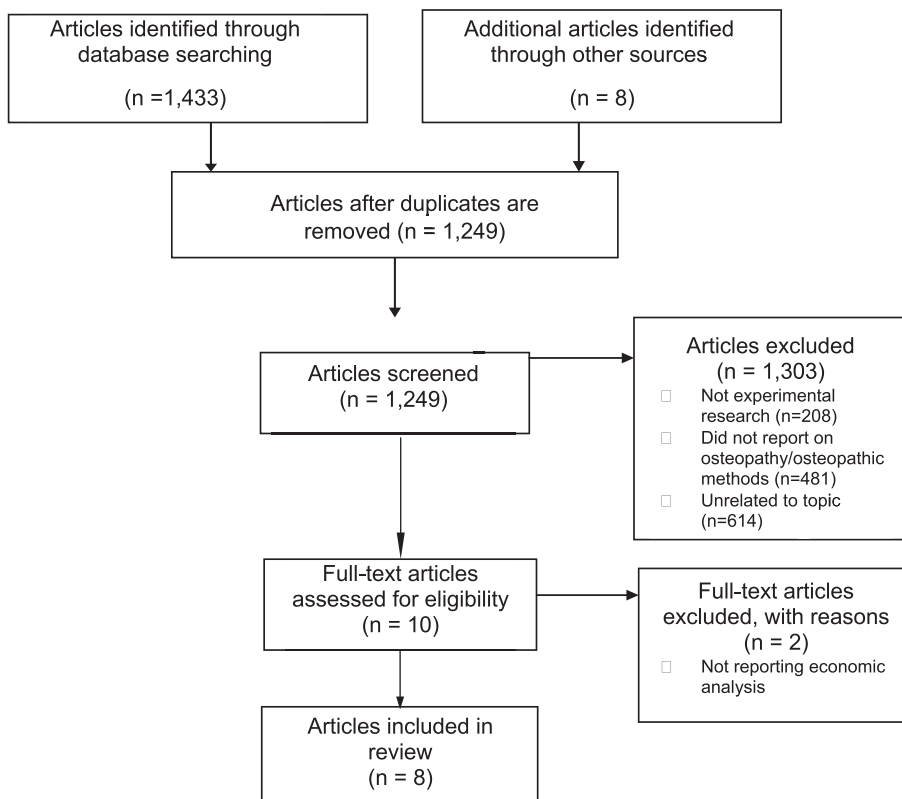 Articles identified through
database searching
(n =1,433)
Additional articles identified
through other sources
(n = 8)
Articles after duplicates are
removed (n = 1,249)
Articles screened
(n = 1,249)
Articles excluded
(n = 1,303)
Not experimental
research (n=208)
Did not report on
osteopathy/osteopathic
methods (n=481)
Unrelated to topic
(n=614)
Full-text articles
assessed for eligibility
(n = 10)
Full-text articles
excluded, with reasons
(n = 2)
Not reporting economic
analysis
Articles included in
review
(n = 8)